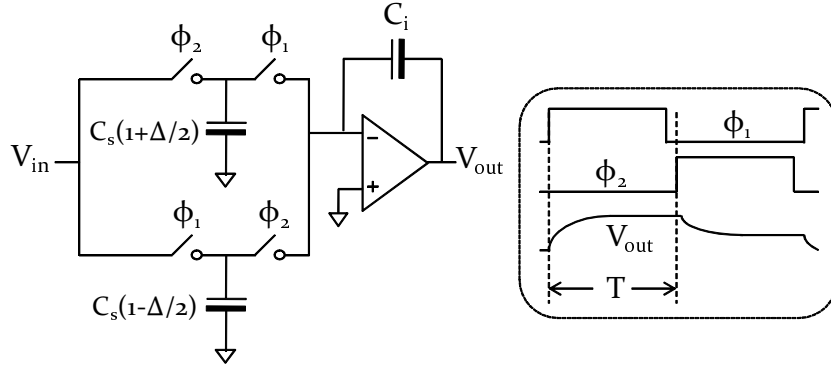 ϕ₂
ϕ₁
Cᵢ
Cₛ(1+Δ/2)
−
+
Vᵢₙ
Vₒᵤₜ
ϕ₁
ϕ₂
Cₛ(1-Δ/2)
ϕ₁
ϕ₂
Vₒᵤₜ
T